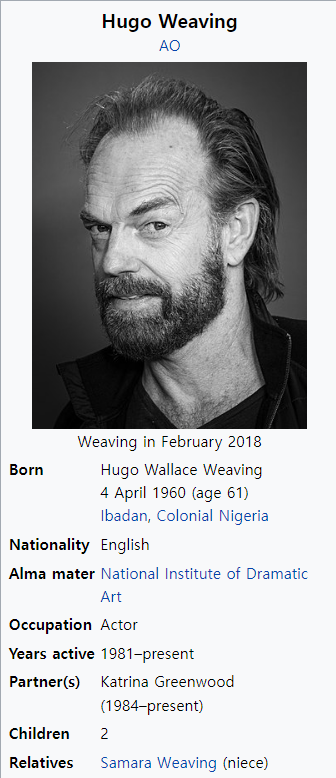 Hugo Weaving
AO
Weaving in February 2018
Born Hugo Wallace Weaving
4 April 1960 (age 61)
Ibadan, Colonial Nigeria
Nationality English
Alma mater National Institute of Dramatic
Art
Occupation Actor
Years active 1981–present
Partner(s) Katrina Greenwood
(1984–present)
Children 2
Relatives Samara Weaving (niece)